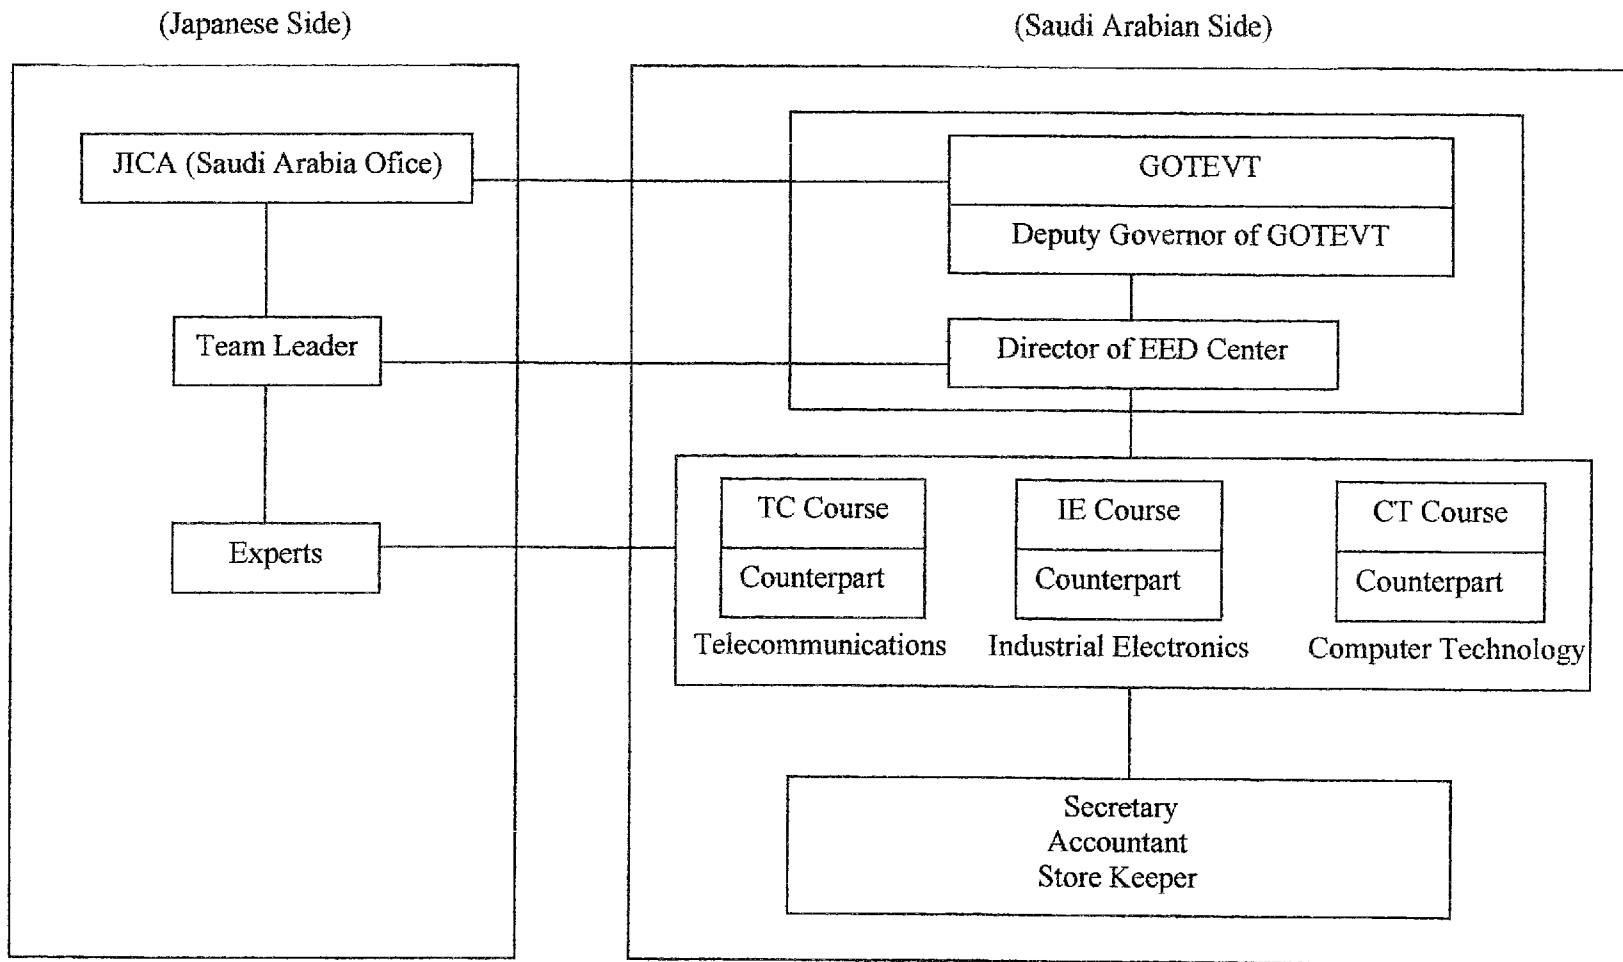 (Japanese Side)
(Saudi Arabian Side)
JICA (Saudi Arabia Ofice)
GOTEVT
Deputy Governor of GOTEVT
Team Leader
Director of EED Center
Experts
TC Course
IE Course
CT Course
Counterpart
Counterpart
Counterpart
Telecommunications
Industrial Electronics
Computer Technology
Secretary
Accountant
Store Keeper